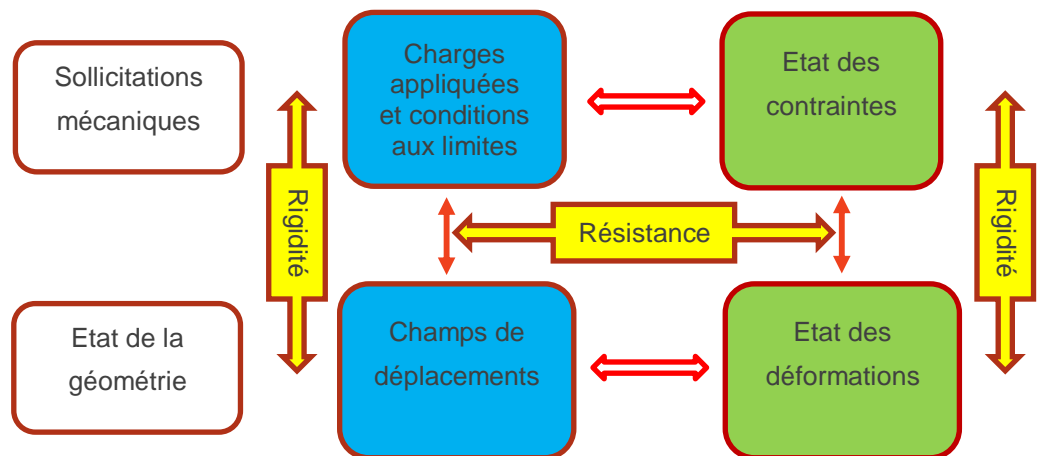 Sollicitations
mécaniques
Charges
appliquées
et conditions
aux limites
Etat des
contraintes
Rigidité
Résistance
Rigidité
Etat de la
géométrie
Champs de
déplacements
Etat des
déformations